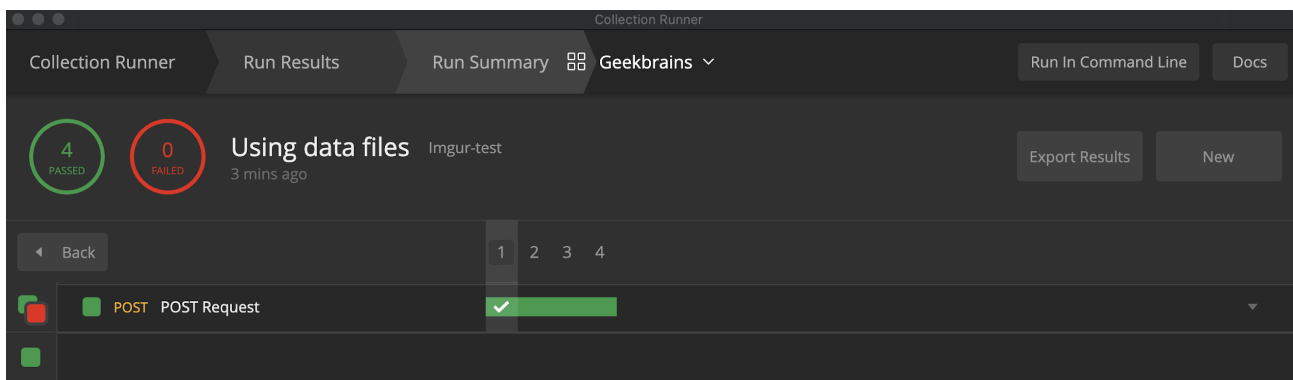 Collection Runner
Collection Runner Run Results Run Summary Geekbrains Run In Command Line Docs
4 PASSED
0 FAILED
Using data files Imgur-test
3 mins ago
Export Results New
Back 1 2 3 4
POST POST Request